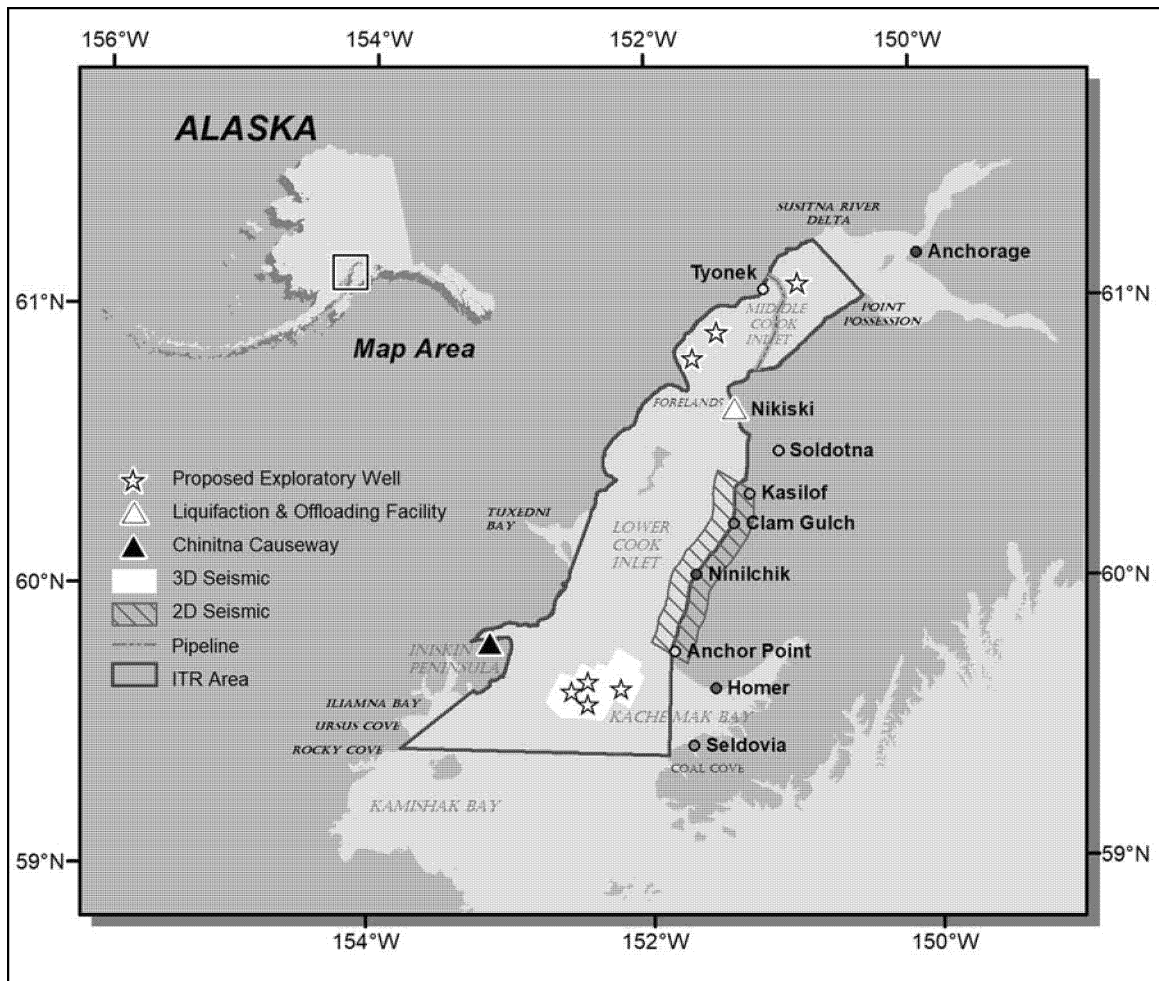 156°W 154°W 152°W 150°W
ALASKA
SUSITNA RIVER
DELTA
Anchorage
Tyonek
61°N
61°N
MIDDLE
COOK
INLET
POINT
POSSESSION
Map Area
FORELANDS
Nikiski
Soldotna
Proposed Exploratory Well
Kasilof
Liquifaction & Offloading Facility
TUXEDNI
BAY
LOWER
COOK
INLET
Clam Gulch
Chinitna Causeway
60°N
3D Seismic
Ninilchik
60°N
2D Seismic
Pipeline
INISKIN
PENINSULA
Anchor Point
ITR Area
Homer
ILIAMNA BAY
KACHEMAK BAY
URSUS COVE
ROCKY COVE
Seldovia
COAL COVE
KAMISHAK BAY
59°N
59°N
154°W 152°W 150°W